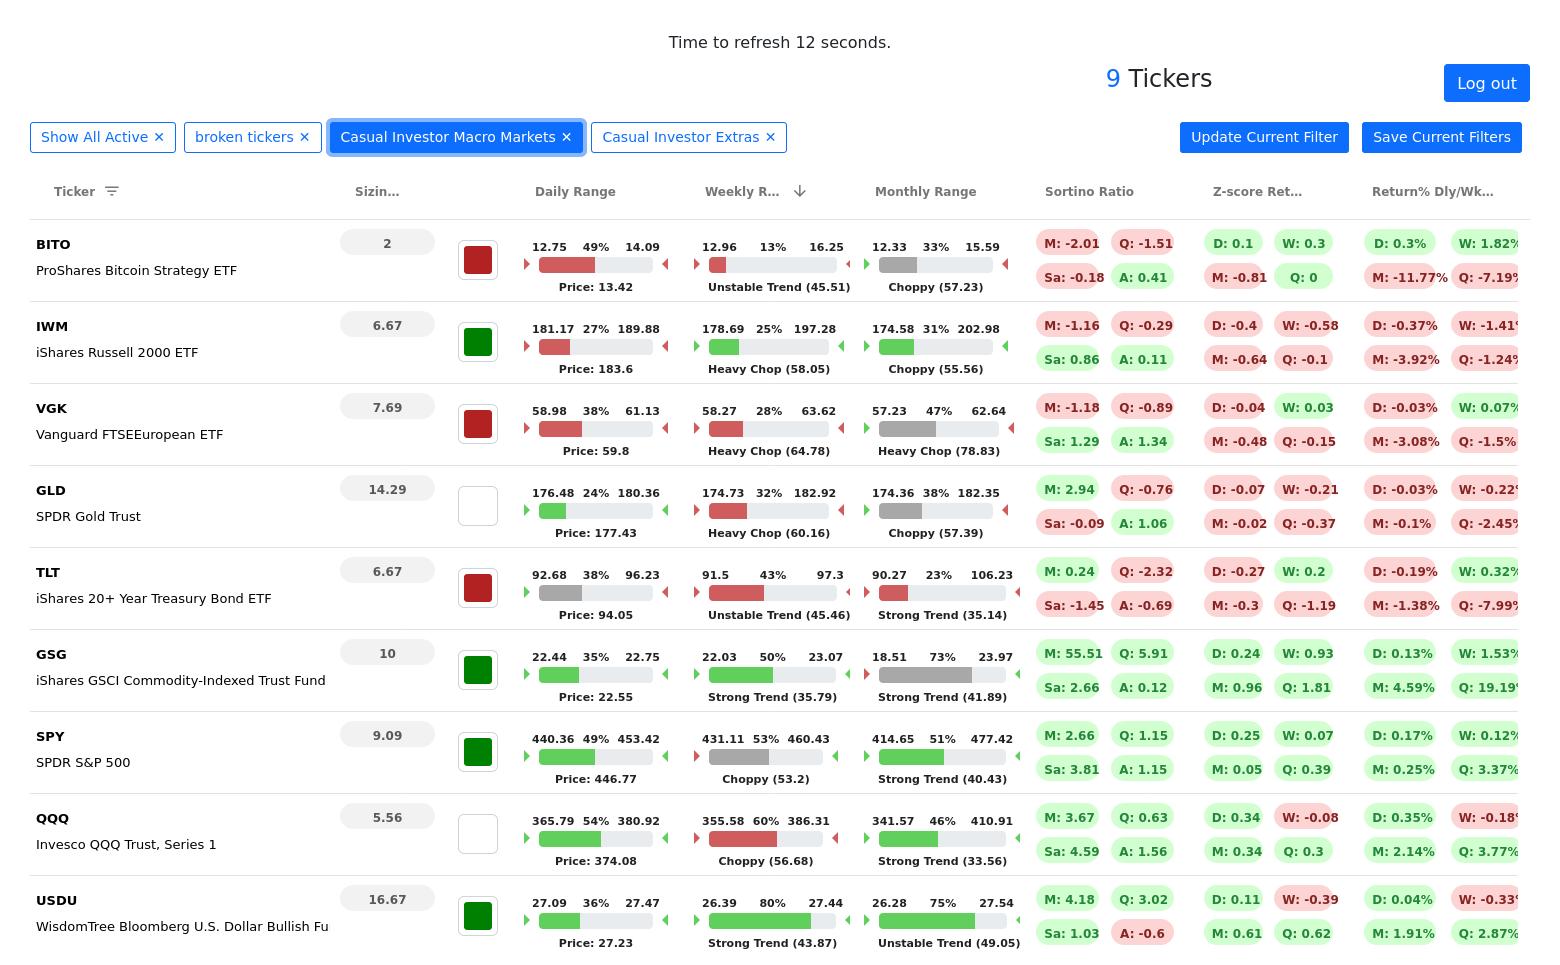 Time to refresh 12 seconds.
9 Tickers
Log out
Show All Active ✕ broken tickers ✕ Casual Investor Macro Markets ✕ Casual Investor Extras ✕ Update Current Filter Save Current Filters
Ticker Sizin... Daily Range Weekly R... Monthly Range Sortino Ratio Z-score Ret... Return% Dly/Wk...
BITO 2 12.75 49% 14.09 12.96 13% 16.25 12.33 33% 15.59 M: -2.01 Q: -1.51 D: 0.1 W: 0.3 D: 0.3% W: 1.82%
ProShares Bitcoin Strategy ETF Price: 13.42 Unstable Trend (45.51) Choppy (57.23) Sa: -0.18 A: 0.41 M: -0.81 Q: 0 M: -11.77% Q: -7.19%
IWM 6.67 181.17 27% 189.88 178.69 25% 197.28 174.58 31% 202.98 M: -1.16 Q: -0.29 D: -0.4 W: -0.58 D: -0.37% W: -1.41%
iShares Russell 2000 ETF Price: 183.6 Heavy Chop (58.05) Choppy (55.56) Sa: 0.86 A: 0.11 M: -0.64 Q: -0.1 M: -3.92% Q: -1.24%
VGK 7.69 58.98 38% 61.13 58.27 28% 63.62 57.23 47% 62.64 M: -1.18 Q: -0.89 D: -0.04 W: 0.03 D: -0.03% W: 0.07%
Vanguard FTSEEuropean ETF Price: 59.8 Heavy Chop (64.78) Heavy Chop (78.83) Sa: 1.29 A: 1.34 M: -0.48 Q: -0.15 M: -3.08% Q: -1.5%
GLD 14.29 176.48 24% 180.36 174.73 32% 182.92 174.36 38% 182.35 M: 2.94 Q: -0.76 D: -0.07 W: -0.21 D: -0.03% W: -0.22%
SPDR Gold Trust Price: 177.43 Heavy Chop (60.16) Choppy (57.39) Sa: -0.09 A: 1.06 M: -0.02 Q: -0.37 M: -0.1% Q: -2.45%
TLT 6.67 92.68 38% 96.23 91.5 43% 97.3 90.27 23% 106.23 M: 0.24 Q: -2.32 D: -0.27 W: 0.2 D: -0.19% W: 0.32%
iShares 20+ Year Treasury Bond ETF Price: 94.05 Unstable Trend (45.46) Strong Trend (35.14) Sa: -1.45 A: -0.69 M: -0.3 Q: -1.19 M: -1.38% Q: -7.99%
GSG 10 22.44 35% 22.75 22.03 50% 23.07 18.51 73% 23.97 M: 55.51 Q: 5.91 D: 0.24 W: 0.93 D: 0.13% W: 1.53%
iShares GSCI Commodity-Indexed Trust Fund Price: 22.55 Strong Trend (35.79) Strong Trend (41.89) Sa: 2.66 A: 0.12 M: 0.96 Q: 1.81 M: 4.59% Q: 19.19%
SPY 9.09 440.36 49% 453.42 431.11 53% 460.43 414.65 51% 477.42 M: 2.66 Q: 1.15 D: 0.25 W: 0.07 D: 0.17% W: 0.12%
SPDR S&P 500 Price: 446.77 Choppy (53.2) Strong Trend (40.43) Sa: 3.81 A: 1.15 M: 0.05 Q: 0.39 M: 0.25% Q: 3.37%
QQQ 5.56 365.79 54% 380.92 355.58 60% 386.31 341.57 46% 410.91 M: 3.67 Q: 0.63 D: 0.34 W: -0.08 D: 0.35% W: -0.18%
Invesco QQQ Trust, Series 1 Price: 374.08 Choppy (56.68) Strong Trend (33.56) Sa: 4.59 A: 1.56 M: 0.34 Q: 0.3 M: 2.14% Q: 3.77%
USDU 16.67 27.09 36% 27.47 26.39 80% 27.44 26.28 75% 27.54 M: 4.18 Q: 3.02 D: 0.11 W: -0.39 D: 0.04% W: -0.33%
WisdomTree Bloomberg U.S. Dollar Bullish Fu Price: 27.23 Strong Trend (43.87) Unstable Trend (49.05) Sa: 1.03 A: -0.6 M: 0.61 Q: 0.62 M: 1.91% Q: 2.87%